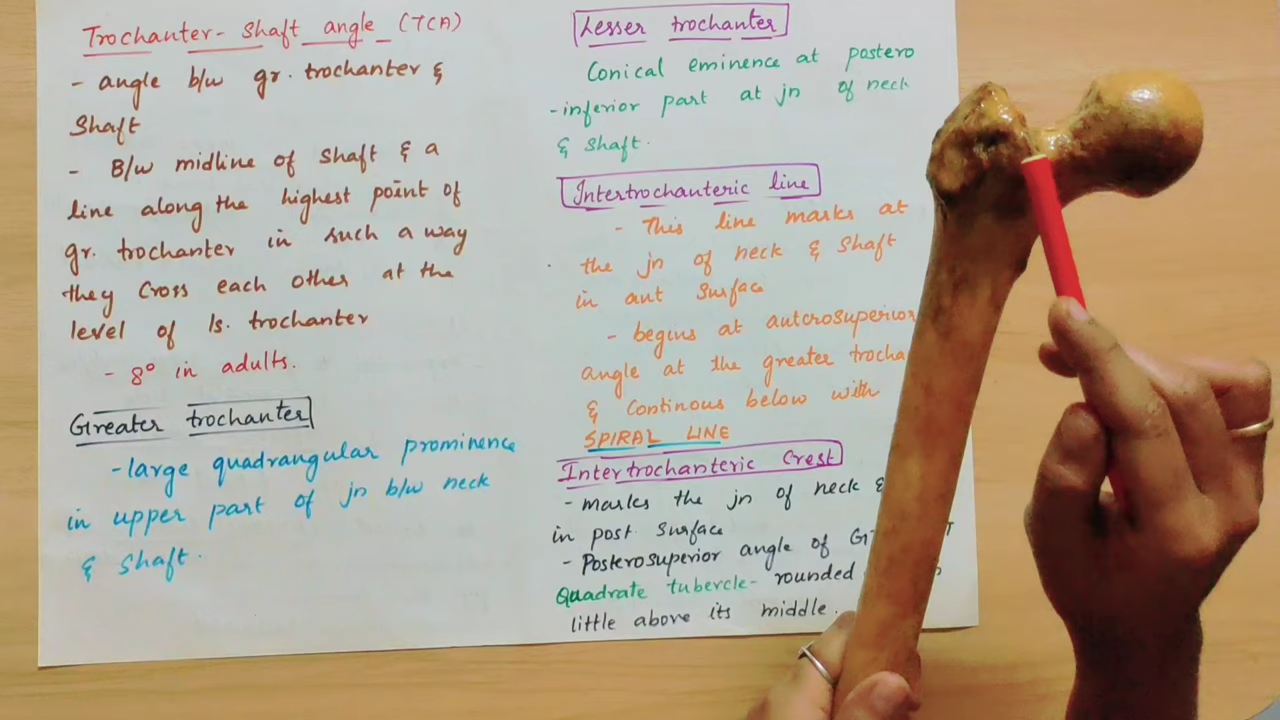 Trochanter- Shaft angle (TCA)
- angle b/w gr. trochanter &
Shaft
- B/w midline of shaft & a
line along the highest point of
gr. trochanter in such a way
they cross each other at the
level of ls. trochanter
- 8° in adults.
Greater trochanter
- large quadrangular prominence
in upper part of jn b/w neck
& shaft.
Lesser trochanter
Conical eminence at postero
-inferior part at jn of neck
& shaft.
Intertrochanteric line
- This line marks at
the jn of neck & shaft
in ant surface
- begins at anterosuperior
angle at the greater trocha
& Continous below with
SPIRAL LINE
Intertrochanteric Crest
- marks the jn of neck &
in post. surface
- Posterosuperior angle of G
Quadrate tubercle- rounded
little above its middle.